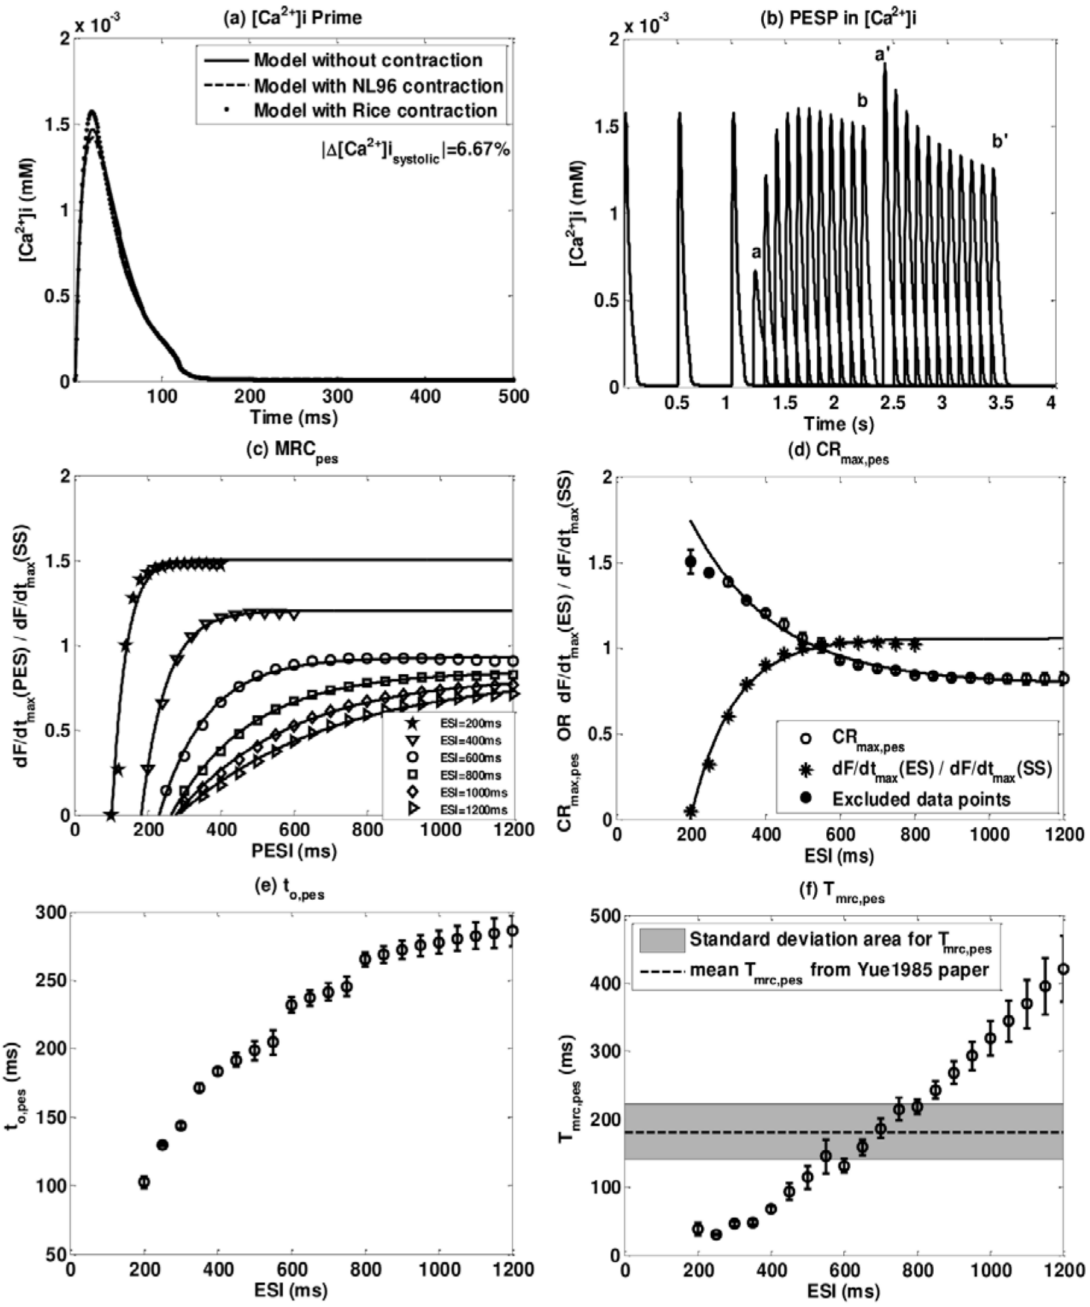 (a) [Ca2+]i Prime
x 10-3
2
1.5
1
0.5
0
[Ca2+]i (mM)
Model without contraction
Model with NL96 contraction
Model with Rice contraction
|Δ[Ca2+]isystolic|=6.67%
100 200 300 400 500
Time (ms)
(b) PESP in [Ca2+]i
x 10-3
2
1.5
1
0.5
0
[Ca2+]i (mM)
a'
b
b'
a
0.5 1 1.5 2 2.5 3 3.5 4
Time (s)
(c) MRCpes
2
1.5
1
0.5
0
dF/dtmax(PES) / dF/dtmax(SS)
ESI=200ms
ESI=400ms
ESI=600ms
ESI=800ms
ESI=1000ms
ESI=1200ms
0 200 400 600 800 1000 1200
PESI (ms)
(d) CRmax,pes
2
1.5
1
0.5
0
CRmax,pes OR dF/dtmax(ES) / dF/dtmax(SS)
CRmax,pes
dF/dtmax(ES) / dF/dtmax(SS)
Excluded data points
0 200 400 600 800 1000 1200
ESI (ms)
(e) to,pes
300
250
200
150
100
50
to,pes (ms)
0 200 400 600 800 1000 1200
ESI (ms)
(f) Tmrc,pes
500
400
300
200
100
0
Tmrc,pes (ms)
Standard deviation area for Tmrc,pes
mean Tmrc,pes from Yue1985 paper
0 200 400 600 800 1000 1200
ESI (ms)